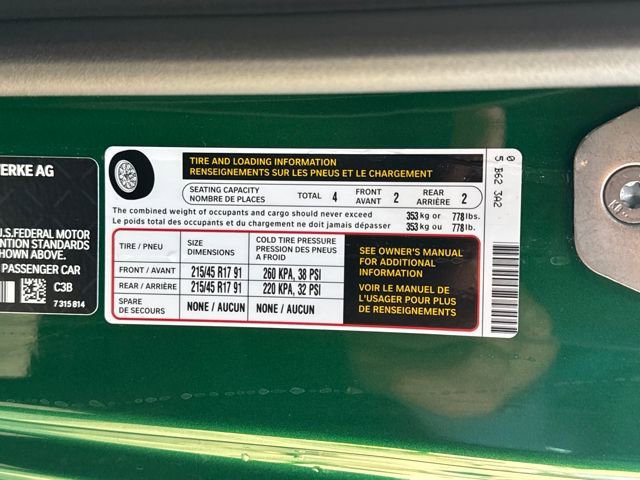 ERKE AG
U.S. FEDERAL MOTOR
ENTION STANDARDS
SHOWN ABOVE.
PASSENGER CAR
C3B
7 315 814
TIRE AND LOADING INFORMATION
RENSEIGNEMENTS SUR LES PNEUS ET LE CHARGEMENT
SEATING CAPACITY
NOMBRE DE PLACES
TOTAL 4
FRONT
AVANT 2
REAR
ARRIÈRE 2
The combined weight of occupants and cargo should never exceed 353 kg or 778 lbs.
Le poids total des occupants et du chargement ne doit jamais dépasser 353 kg ou 778 lb.
TIRE / PNEU
SIZE
DIMENSIONS
COLD TIRE PRESSURE
PRESSION DES PNEUS
A FROID
FRONT / AVANT 215/45 R17 91 260 KPA, 38 PSI
REAR / ARRIÈRE 215/45 R17 91 220 KPA, 32 PSI
SPARE
DE SECOURS
NONE / AUCUN NONE / AUCUN
SEE OWNER'S MANUAL
FOR ADDITIONAL
INFORMATION
VOIR LE MANUEL DE
L'USAGER POUR PLUS
DE RENSEIGNEMENTS
0
5 B62 3A2